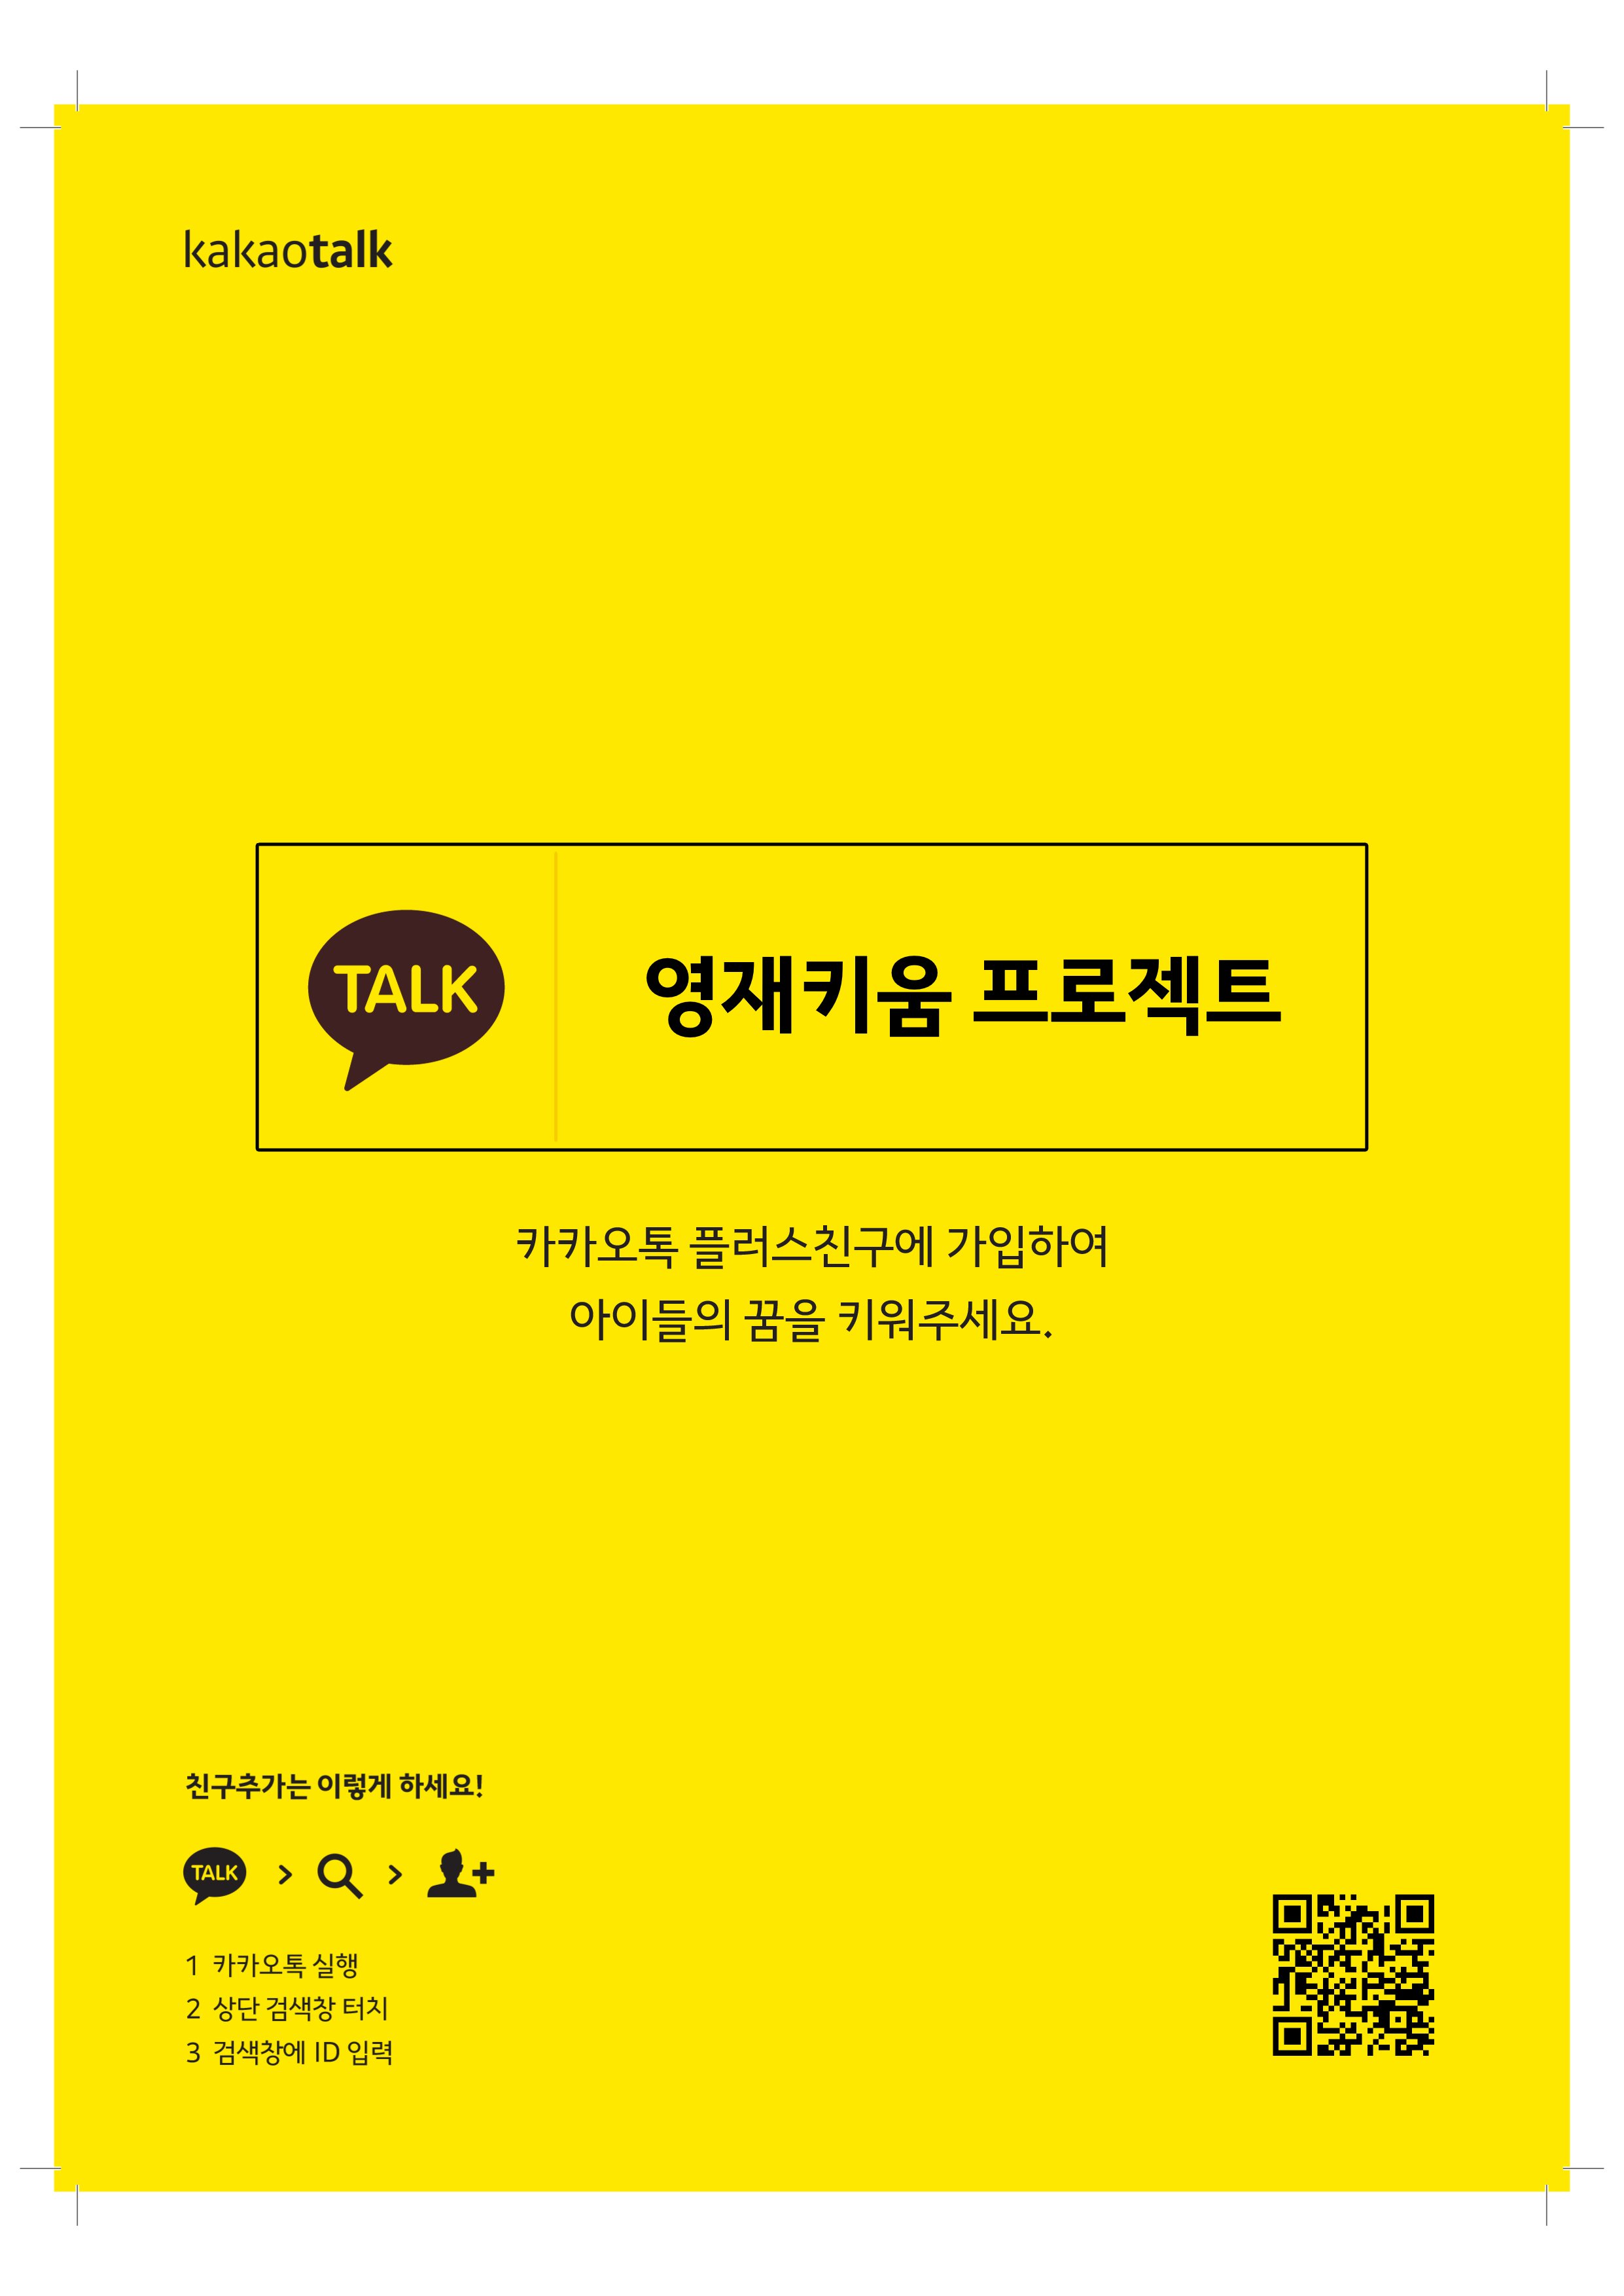 kakaotalk
TALK
영재키움 프로젝트
카카오톡 플러스친구에 가입하여
아이들의 꿈을 키워주세요.
친구추가는 이렇게 하세요!
TALK > >
1 카카오톡 실행
2 상단 검색창 터치
3 검색창에 ID 입력